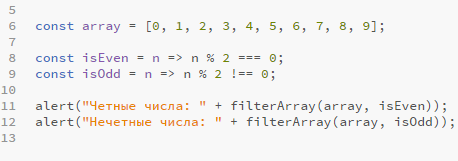 5
6 const array = [0, 1, 2, 3, 4, 5, 6, 7, 8, 9];
7
8 const isEven = n => n % 2 === 0;
9 const isOdd = n => n % 2 !== 0;
10
11 alert("Четные числа: " + filterArray(array, isEven));
12 alert("Нечетные числа: " + filterArray(array, isOdd));
13